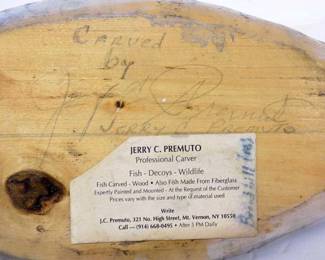 CARVED
by
JERRY PREMUTO
JERRY C. PREMUTO
Professional Carver
Fish - Decoys - Wildlife
Fish Carved - Wood • Also Fish Made From Fiberglass
Expertly Painted and Mounted - At the Request of the Customer
Prices vary with the size and type of material used
Write
J.C. Premuto, 321 No. High Street, Mt. Vernon, NY 10550
Call — (914) 668-0495 • After 3 PM Daily